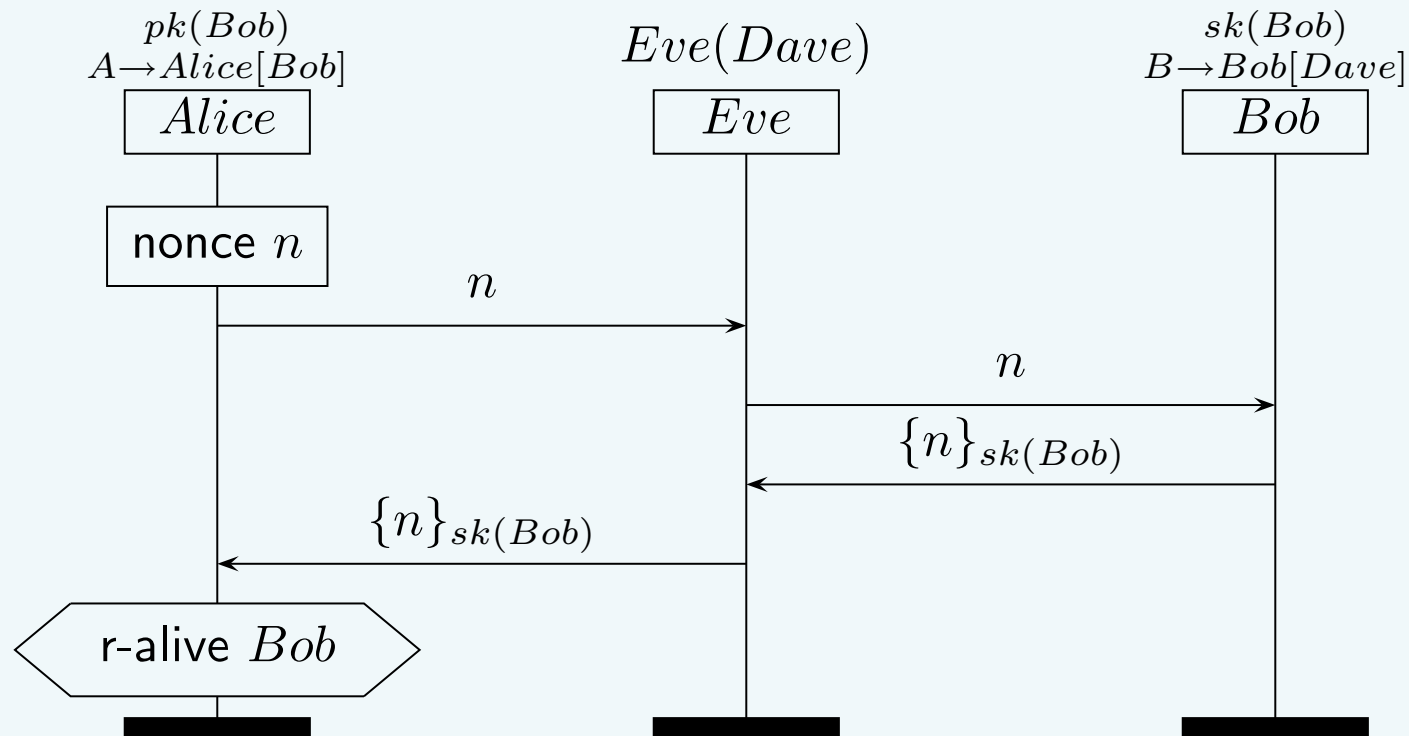 pk(Bob)
A→Alice[Bob]
Alice
Eve(Dave)
Eve
sk(Bob)
B→Bob[Dave]
Bob
nonce n
n
n
{n}sk(Bob)
{n}sk(Bob)
r-alive Bob